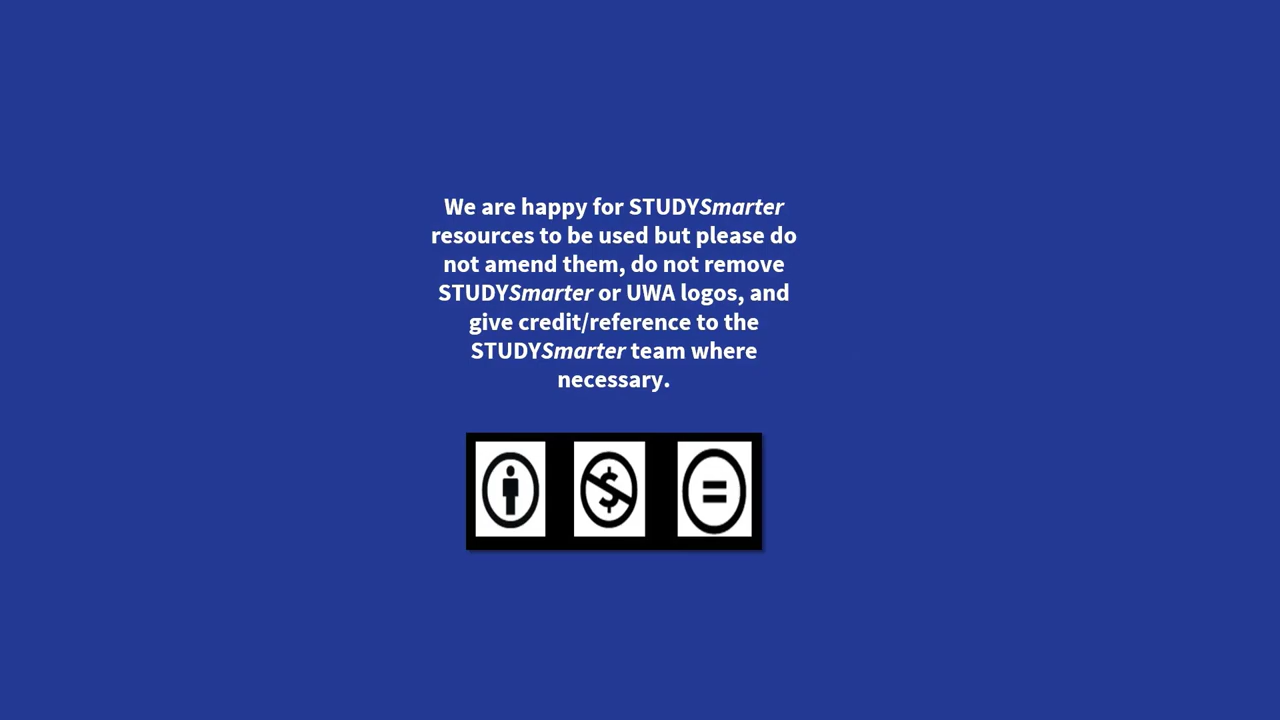 We are happy for STUDYSmarter
resources to be used but please do
not amend them, do not remove
STUDYSmarter or UWA logos, and
give credit/reference to the
STUDYSmarter team where
necessary.